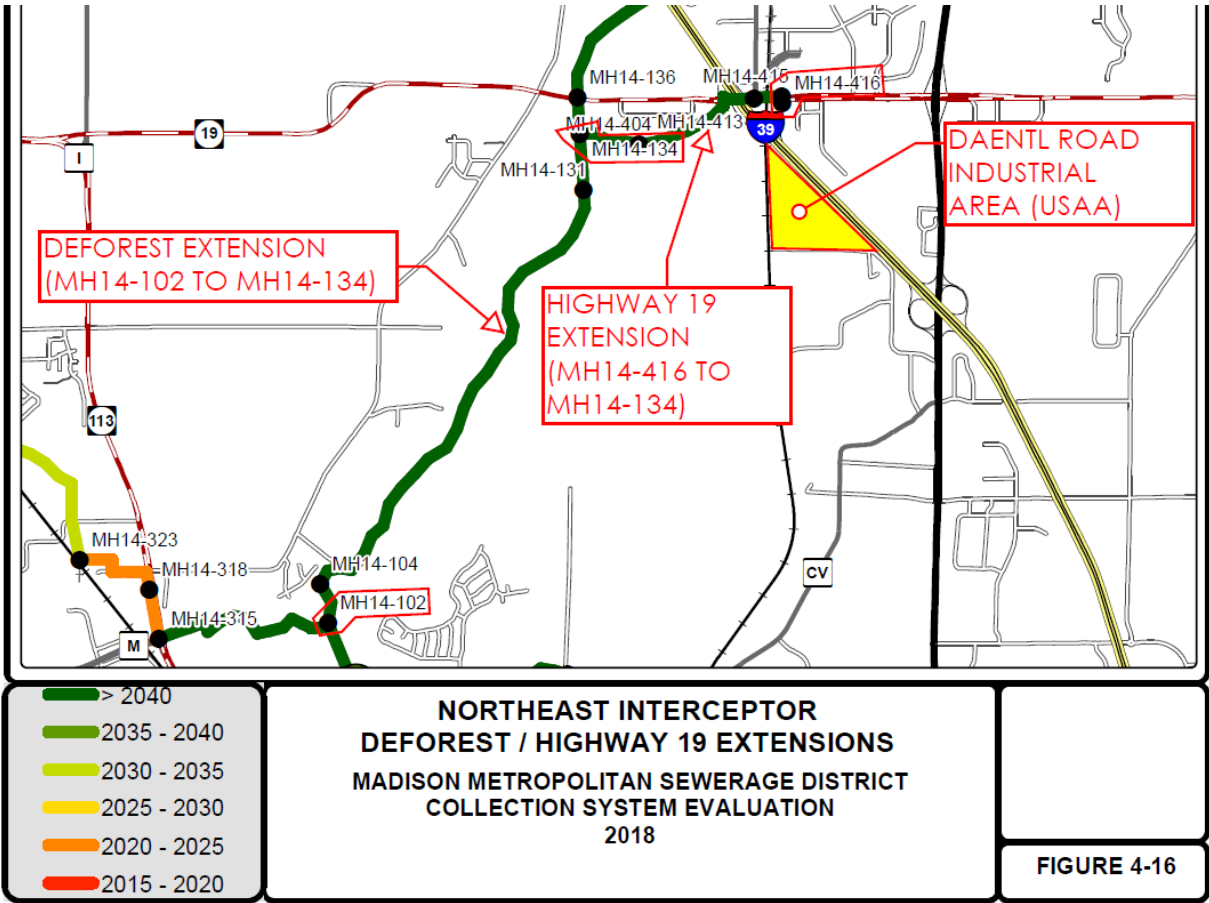 MH14-136
MH14-415
MH14-416
19
MH14-404
MH14-413
39
I
MH14-134
DAENTL ROAD
INDUSTRIAL
AREA (USAA)
MH14-131
DEFOREST EXTENSION
(MH14-102 TO MH14-134)
HIGHWAY 19
EXTENSION
(MH14-416 TO
MH14-134)
113
MH14-323
MH14-318
MH14-104
CV
MH14-102
MH14-315
M
> 2040
2035 - 2040
2030 - 2035
2025 - 2030
2020 - 2025
2015 - 2020
NORTHEAST INTERCEPTOR
DEFOREST / HIGHWAY 19 EXTENSIONS
MADISON METROPOLITAN SEWERAGE DISTRICT
COLLECTION SYSTEM EVALUATION
2018
FIGURE 4-16